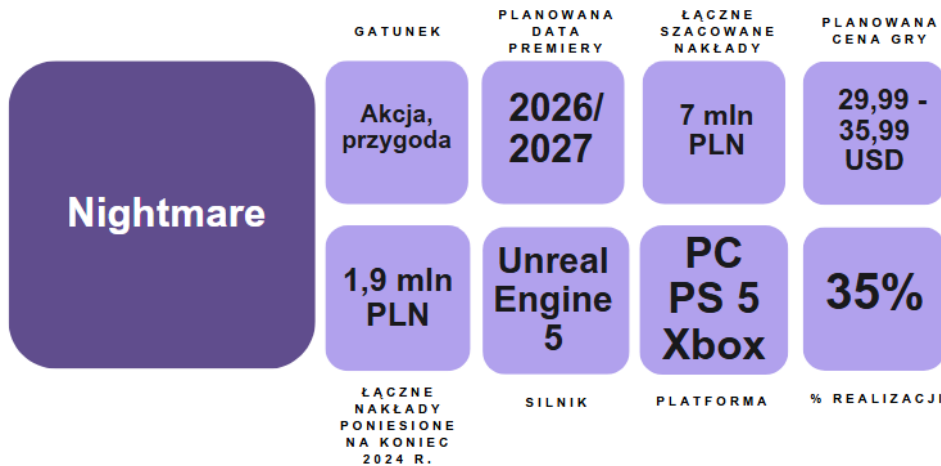 GATUNEK
PLANOWANA
DATA
PREMIERY
ŁĄCZNE
SZACOWANE
NAKŁADY
PLANOWANA
CENA GRY
Nightmare
Akcja,
przygoda
2026/
2027
7 mln
PLN
29,99 -
35,99
USD
1,9 mln
PLN
Unreal
Engine
5
PC
PS 5
Xbox
35%
ŁĄCZNE
NAKŁADY
PONIESIONE
NA KONIEC
2024 R.
SILNIK
PLATFORMA
% REALIZACJI